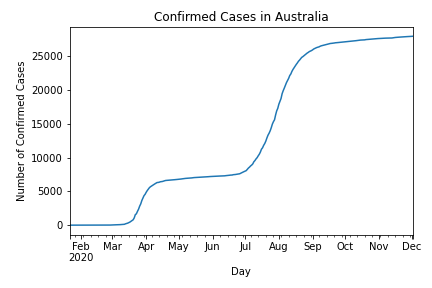 Confirmed Cases in Australia
Number of Confirmed Cases
25000
20000
15000
10000
5000
0
Feb Mar Apr May Jun Jul Aug Sep Oct Nov Dec
2020
Day